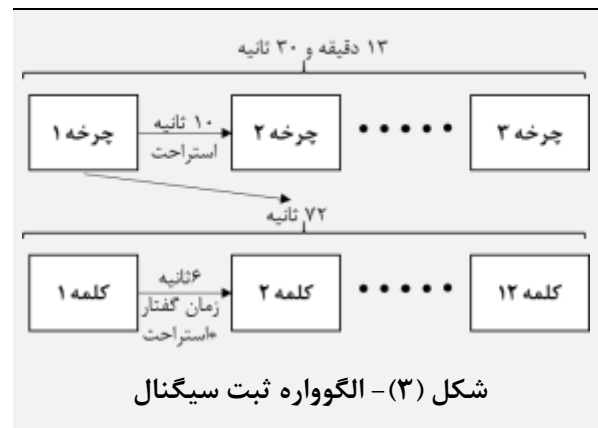 ۱۳ دقیقه و ۳۰ ثانیه
چرخه ۱
۱۰ ثانیه
استراحت
چرخه ۲
چرخه ۳
۷۲ ثانیه
کلمه ۱
۶ثانیه
زمان گفتار
+استراحت
کلمه ۲
کلمه ۱۲
شکل (۳)- الگوواره ثبت سیگنال